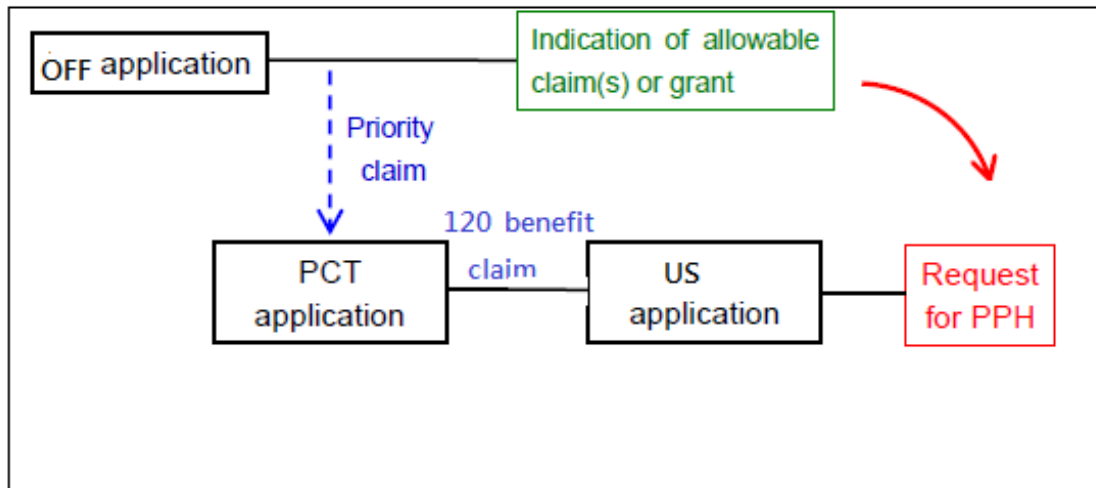 OFF application
Indication of allowable
claim(s) or grant
Priority
claim
120 benefit
claim
PCT
application
US
application
Request
for PPH